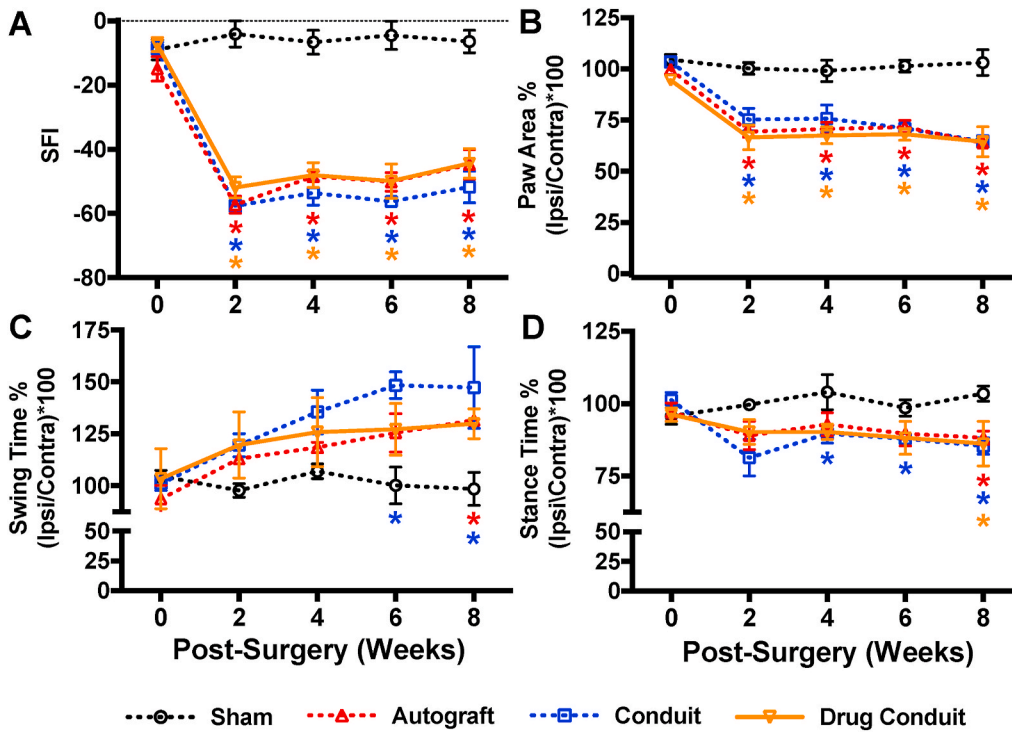 A
SFI
0
-20
-40
-60
-80
0 2 4 6 8
* * * *
* * * *
* * * *
B
Paw Area %
(Ipsi/Contra)*100
125
100
75
50
25
0
0 2 4 6 8
* * * *
* * * *
* * * *
C
Swing Time %
(Ipsi/Contra)*100
175
150
125
100
50
25
0
* *
*
0 2 4 6 8
Post-Surgery (Weeks)
D
Stance Time %
(Ipsi\Contra)*100
125
100
75
50
25
0
* * *
*
*
0 2 4 6 8
Post-Surgery (Weeks)
Sham Autograft Conduit Drug Conduit